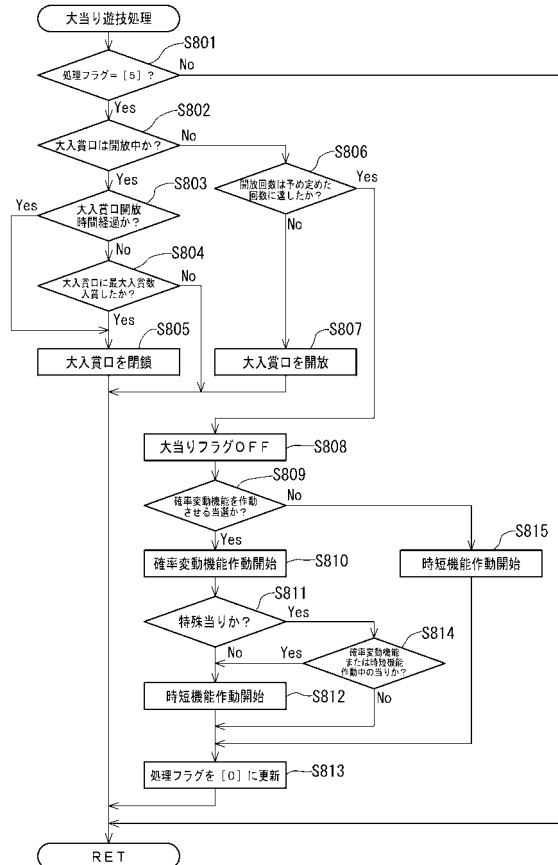 大当り遊技処理
S801
処理フラグ=［5］？
No
Yes
S802
大入賞口は開放中か？
No
Yes
S806
開放回数は予め定めた
回数に達したか？
Yes
No
S803
Yes
大入賞口開放
時間経過か？
No
S804
大入賞口に最大入賞数
入賞したか？
No
Yes
S805
大入賞口を閉鎖
S807
大入賞口を開放
大当りフラグOFF
S808
S809
確率変動機能を作動
させる当選か？
No
Yes
S810
確率変動機能作動開始
S815
時短機能作動開始
S811
特殊当りか？
Yes
No
S814
確率変動機能
または時短機能
作動中の当りか？
Yes
No
時短機能作動開始
S812
処理フラグを［0］に更新
S813
RET